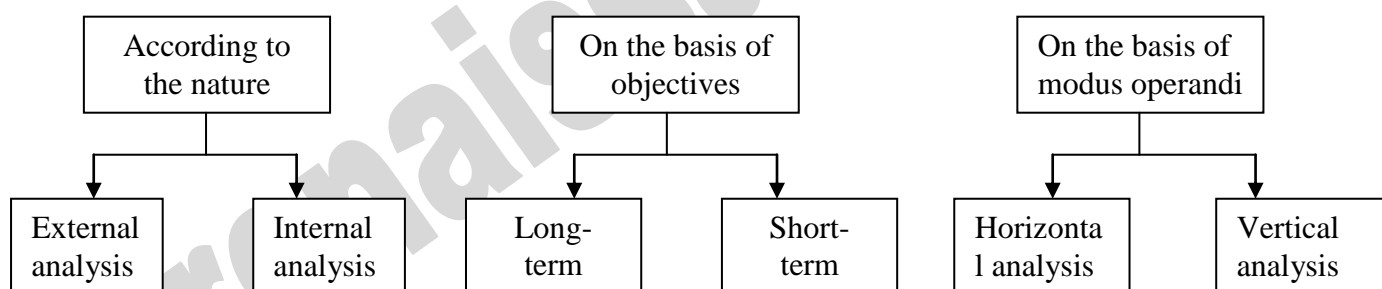 According to
the nature
On the basis of
objectives
On the basis of
modus operandi
External
analysis
Internal
analysis
Long-
term
Short-
term
Horizonta
l analysis
Vertical
analysis